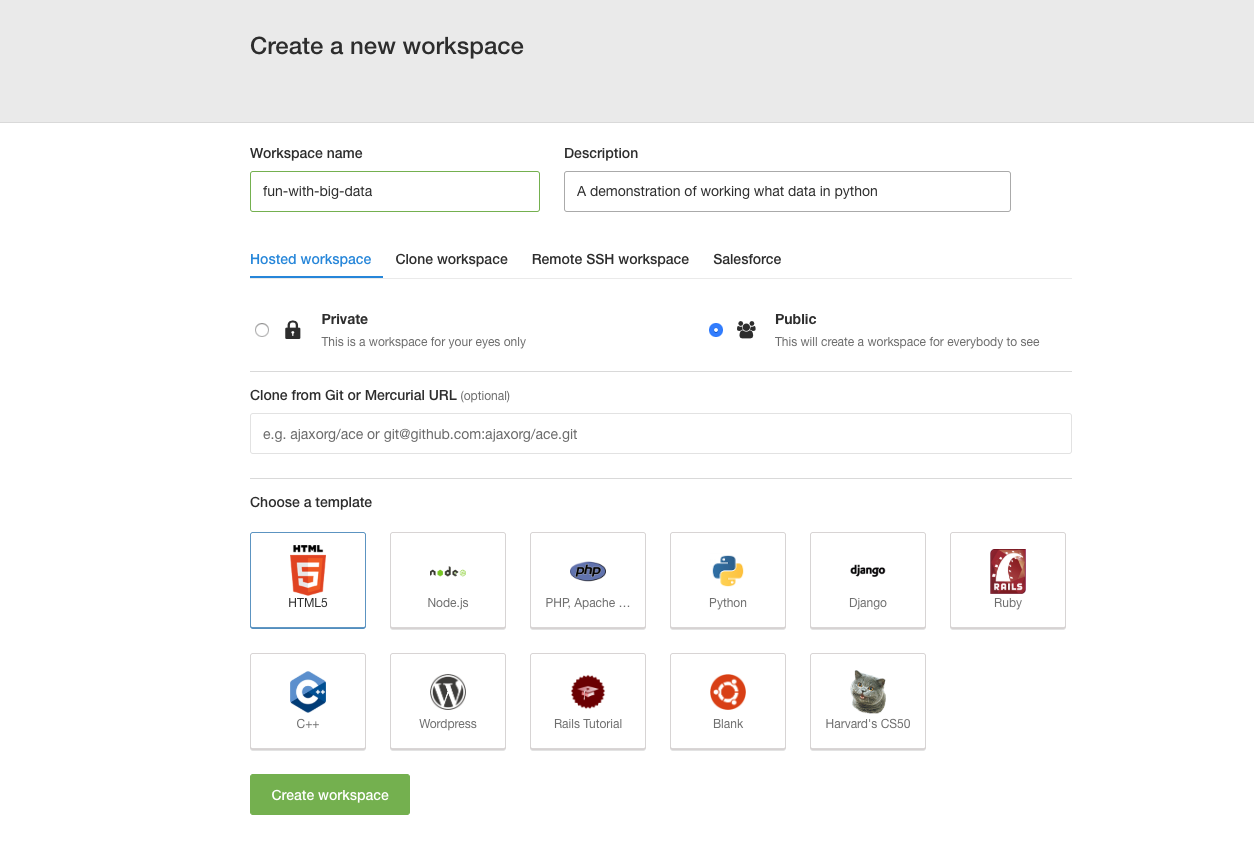 Create a new workspace
Workspace name
Description
fun-with-big-data
A demonstration of working what data in python
Hosted workspace
Clone workspace
Remote SSH workspace
Salesforce
Private
This is a workspace for your eyes only
Public
This will create a workspace for everybody to see
Clone from Git or Mercurial URL (optional)
e.g. ajaxorg/ace or git@github.com:ajaxorg/ace.git
Choose a template
HTML
5
HTML5
node
Node.js
php
PHP, Apache ...
Python
django
Django
RAILS
Ruby
C++
C++
W
Wordpress
Rails Tutorial
Blank
Harvard's CS50
Create workspace